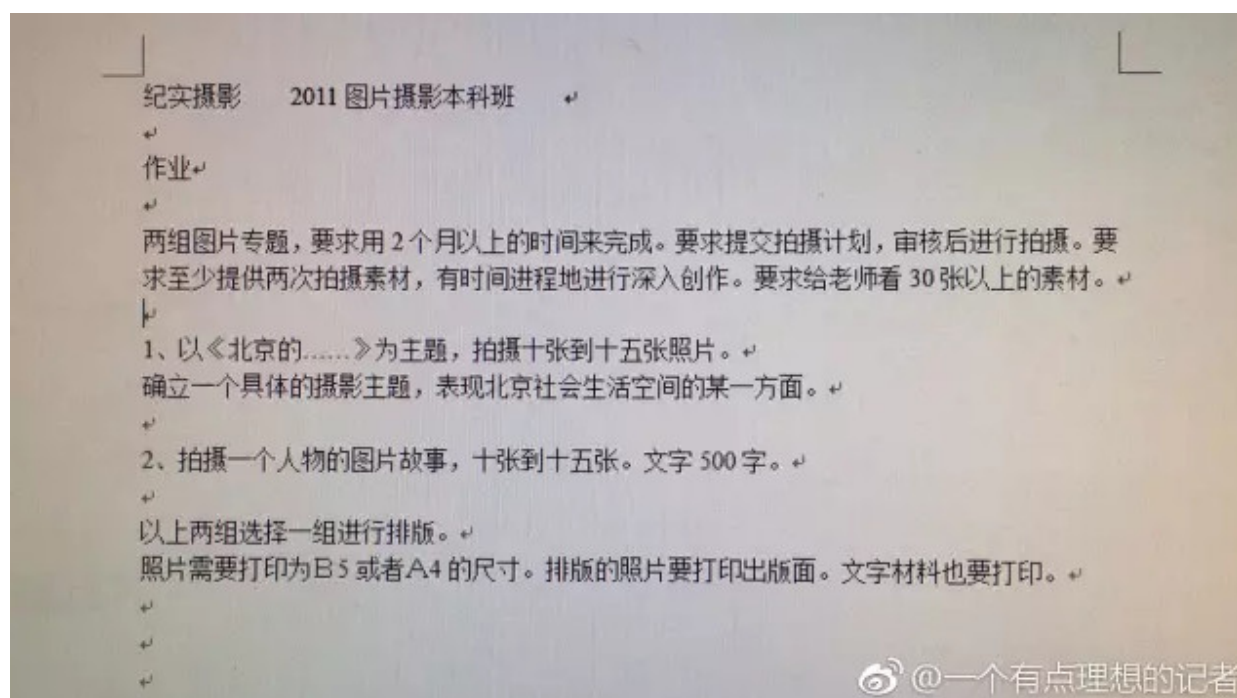 纪实摄影 2011 图片摄影本科班
作业
两组图片专题，要求用 2 个月以上的时间来完成。要求提交拍摄计划，审核后进行拍摄。要
求至少提供两次拍摄素材，有时间进程地进行深入创作。要求给老师看 30 张以上的素材。
1、以《北京的……》为主题，拍摄十张到十五张照片。
确立一个具体的摄影主题，表现北京社会生活空间的某一方面。
2、拍摄一个人物的图片故事，十张到十五张。文字 500 字。
以上两组选择一组进行排版。
照片需要打印为B5 或者A4 的尺寸。排版的照片要打印出版面。文字材料也要打印。
@一个有点理想的记者